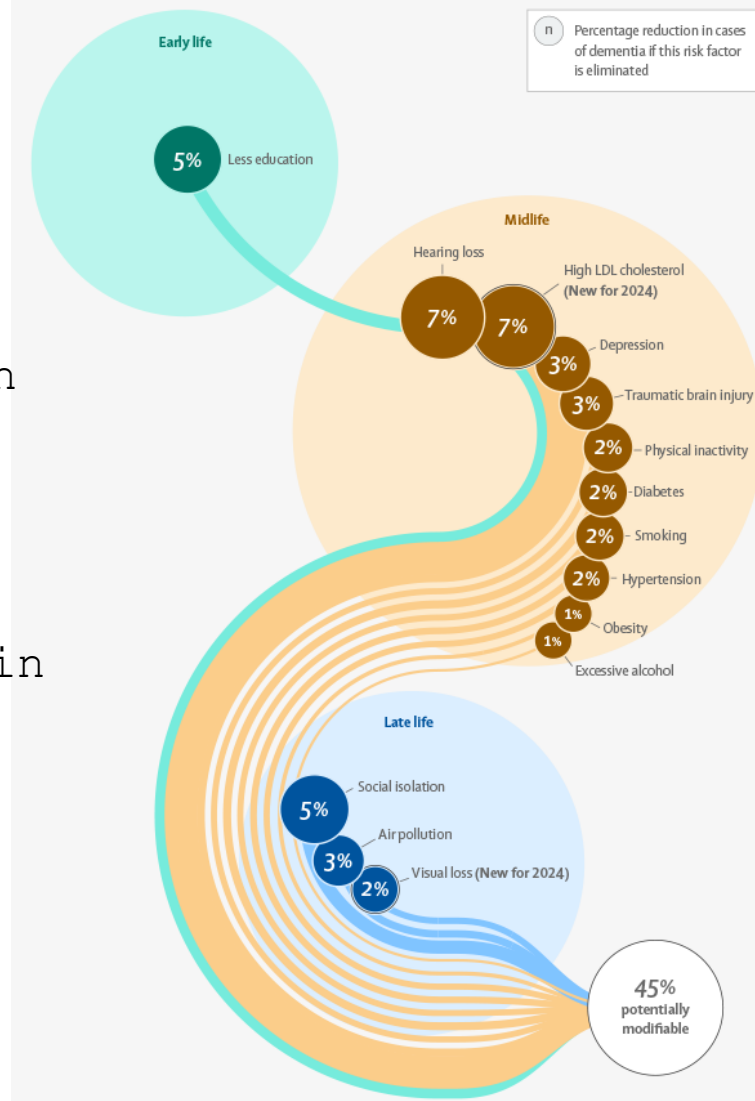 Early life
n
Percentage reduction in cases
of dementia if this risk factor
is eliminated
5%
Less education
Midlife
Hearing loss
7%
High LDL cholesterol
(New for 2024)
7%
Depression
3%
n
Traumatic brain injury
3%
Physical inactivity
2%
Diabetes
2%
Smoking
2%
Hypertension
2%
Obesity
1%
Excessive alcohol
1%
in
Late life
Social isolation
5%
Air pollution
3%
Visual loss (New for 2024)
2%
45%
potentially
modifiable